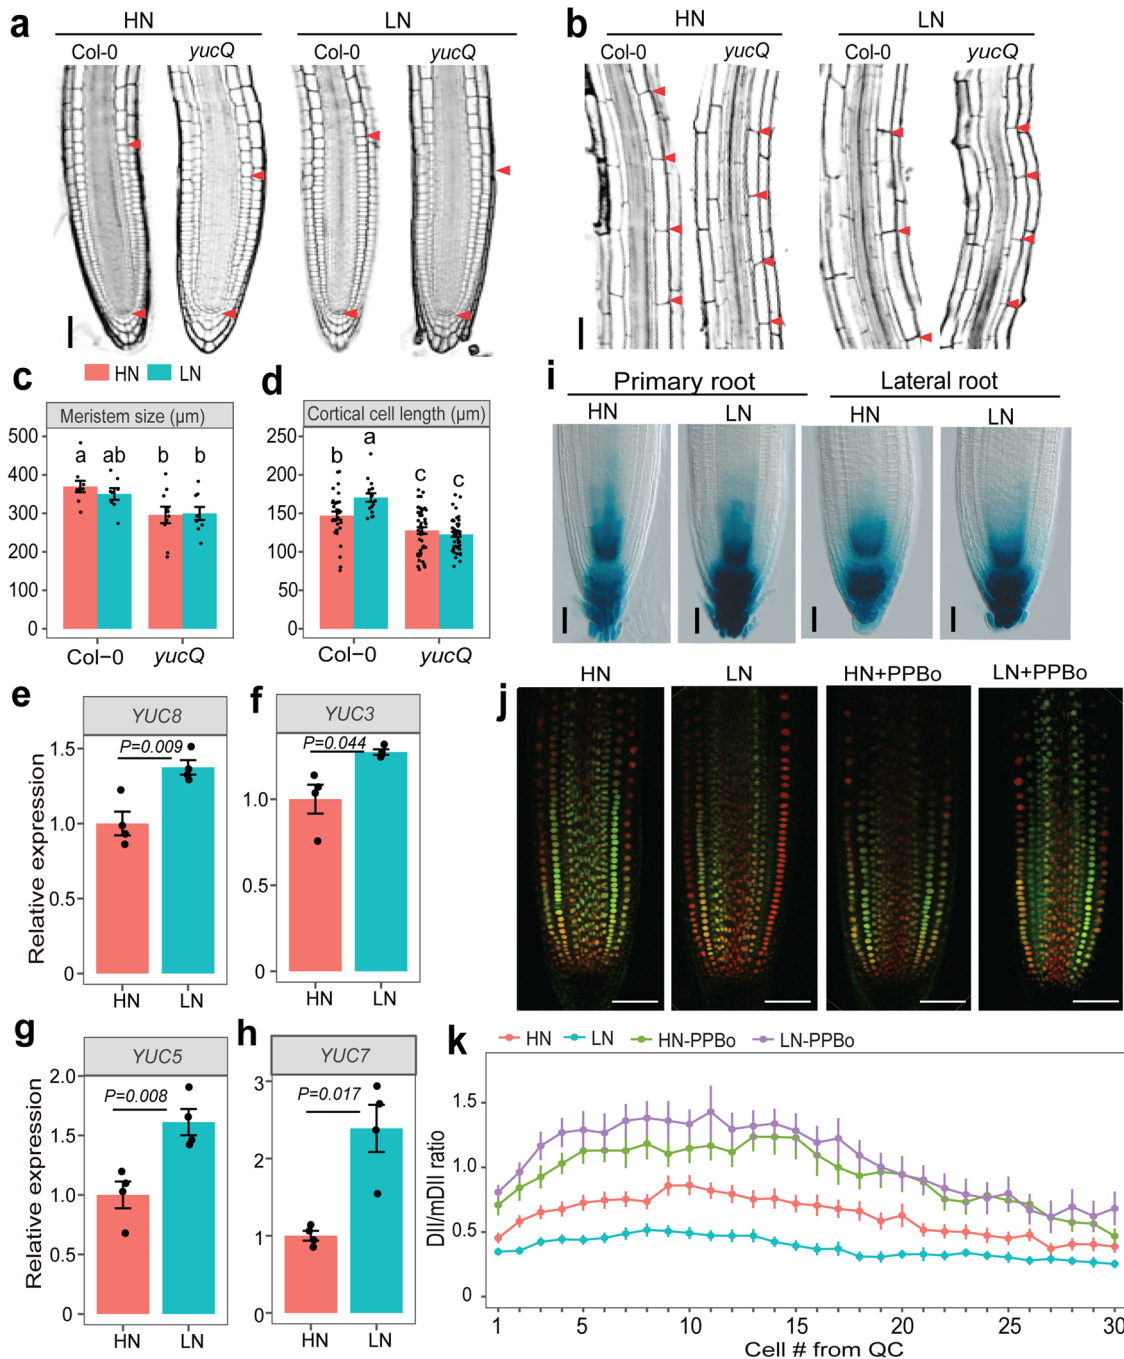 a
HN
LN
Col-0
yucQ
Col-0
yucQ
b
HN
LN
Col-0
yucQ
Col-0
yucQ
HN
LN
c
Meristem size (μm)
500
400
300
200
100
0
a
ab
b
b
Col−0
yucQ
d
Cortical cell length (μm)
250
200
150
100
50
0
b
a
c
c
Col−0
yucQ
i
Primary root
Lateral root
HN
LN
HN
LN
e
YUC8
P=0.009
Relative expression
1.5
1.0
0.5
0
HN
LN
f
YUC3
P=0.044
1.0
0.5
0
HN
LN
j
HN
LN
HN+PPBo
LN+PPBo
g
YUC5
P=0.008
Relative expression
2.0
1.5
1.0
0.5
0
HN
LN
h
YUC7
P=0.017
3
2
1
0
HN
LN
k
HN
LN
HN-PPBo
LN-PPBo
DII/mDII ratio
1.5
1.0
0.5
0
1
5
10
15
20
25
30
Cell # from QC